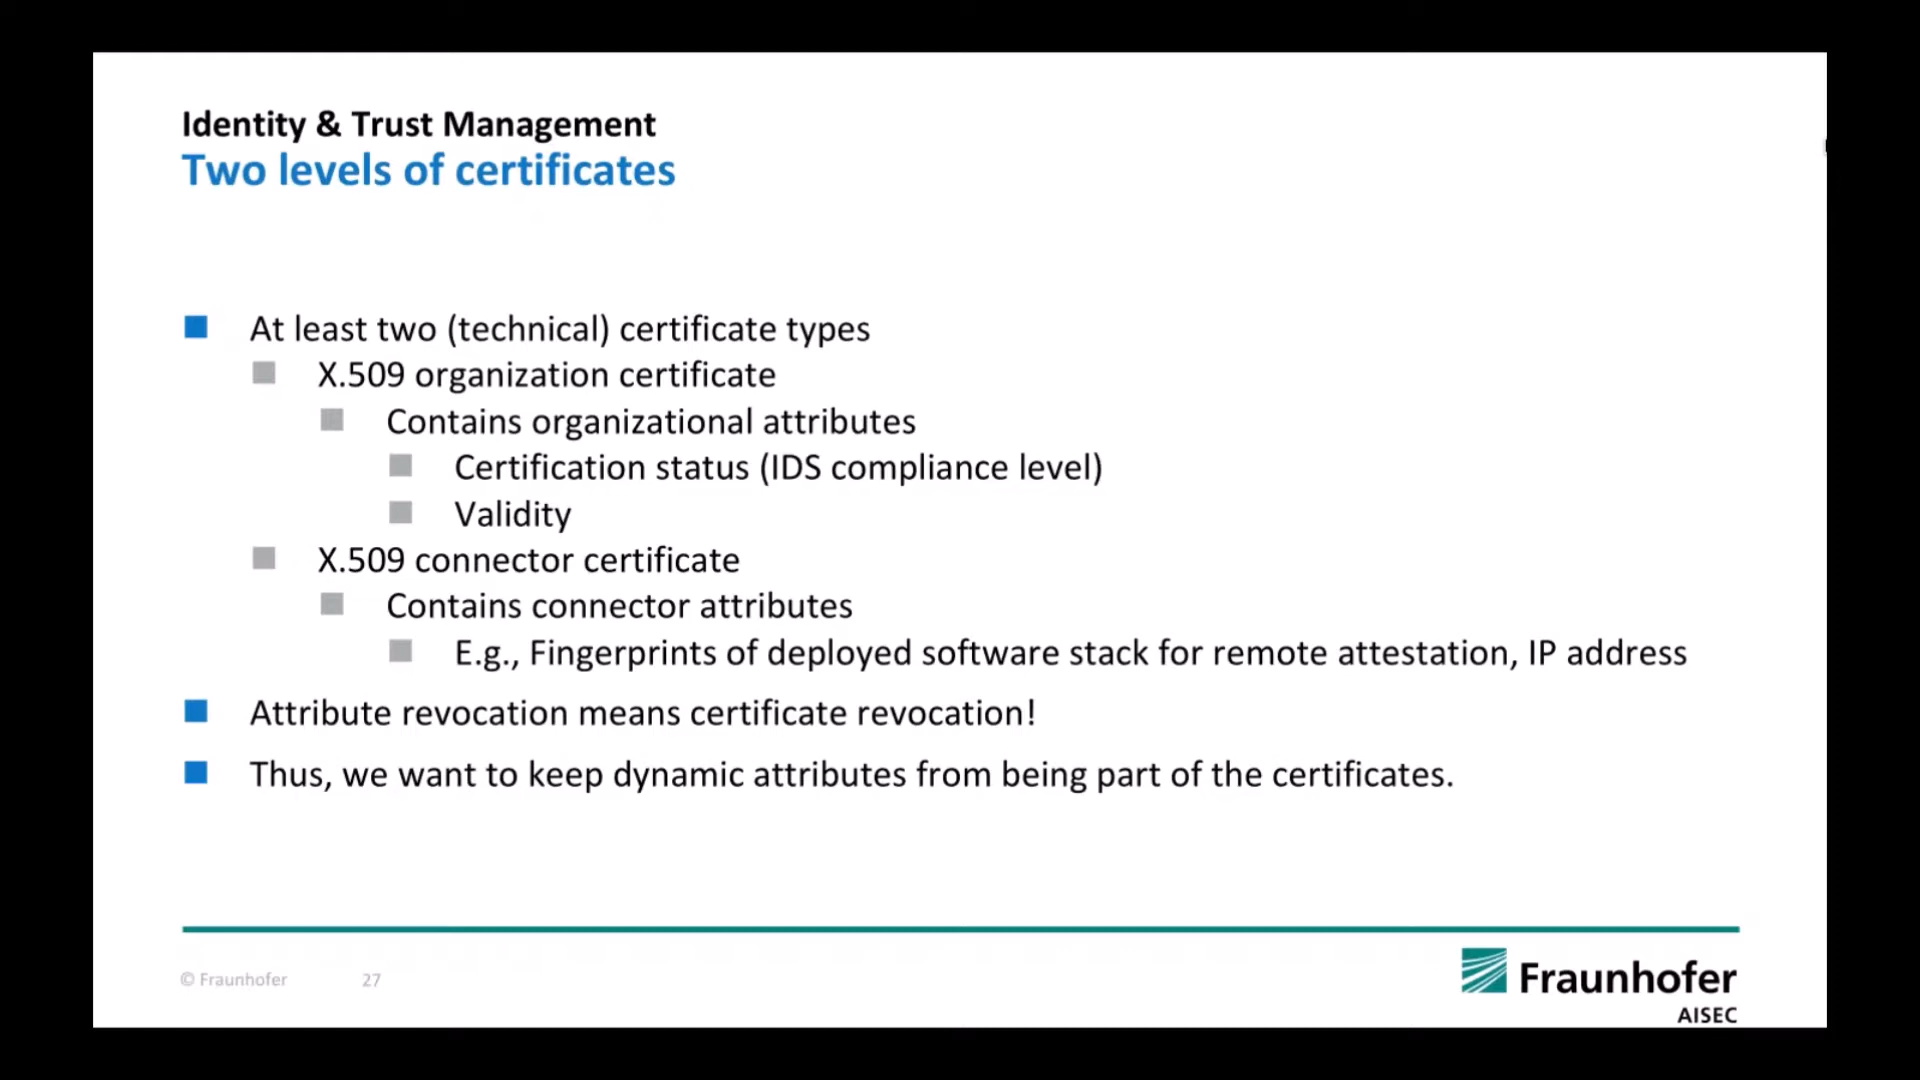 Identity & Trust Management
Two levels of certificates
At least two (technical) certificate types
X.509 organization certificate
Contains organizational attributes
Certification status (IDS compliance level)
Validity
X.509 connector certificate
Contains connector attributes
E.g., Fingerprints of deployed software stack for remote attestation, IP address
Attribute revocation means certificate revocation!
Thus, we want to keep dynamic attributes from being part of the certificates.
© Fraunhofer 27
Fraunhofer
AISEC